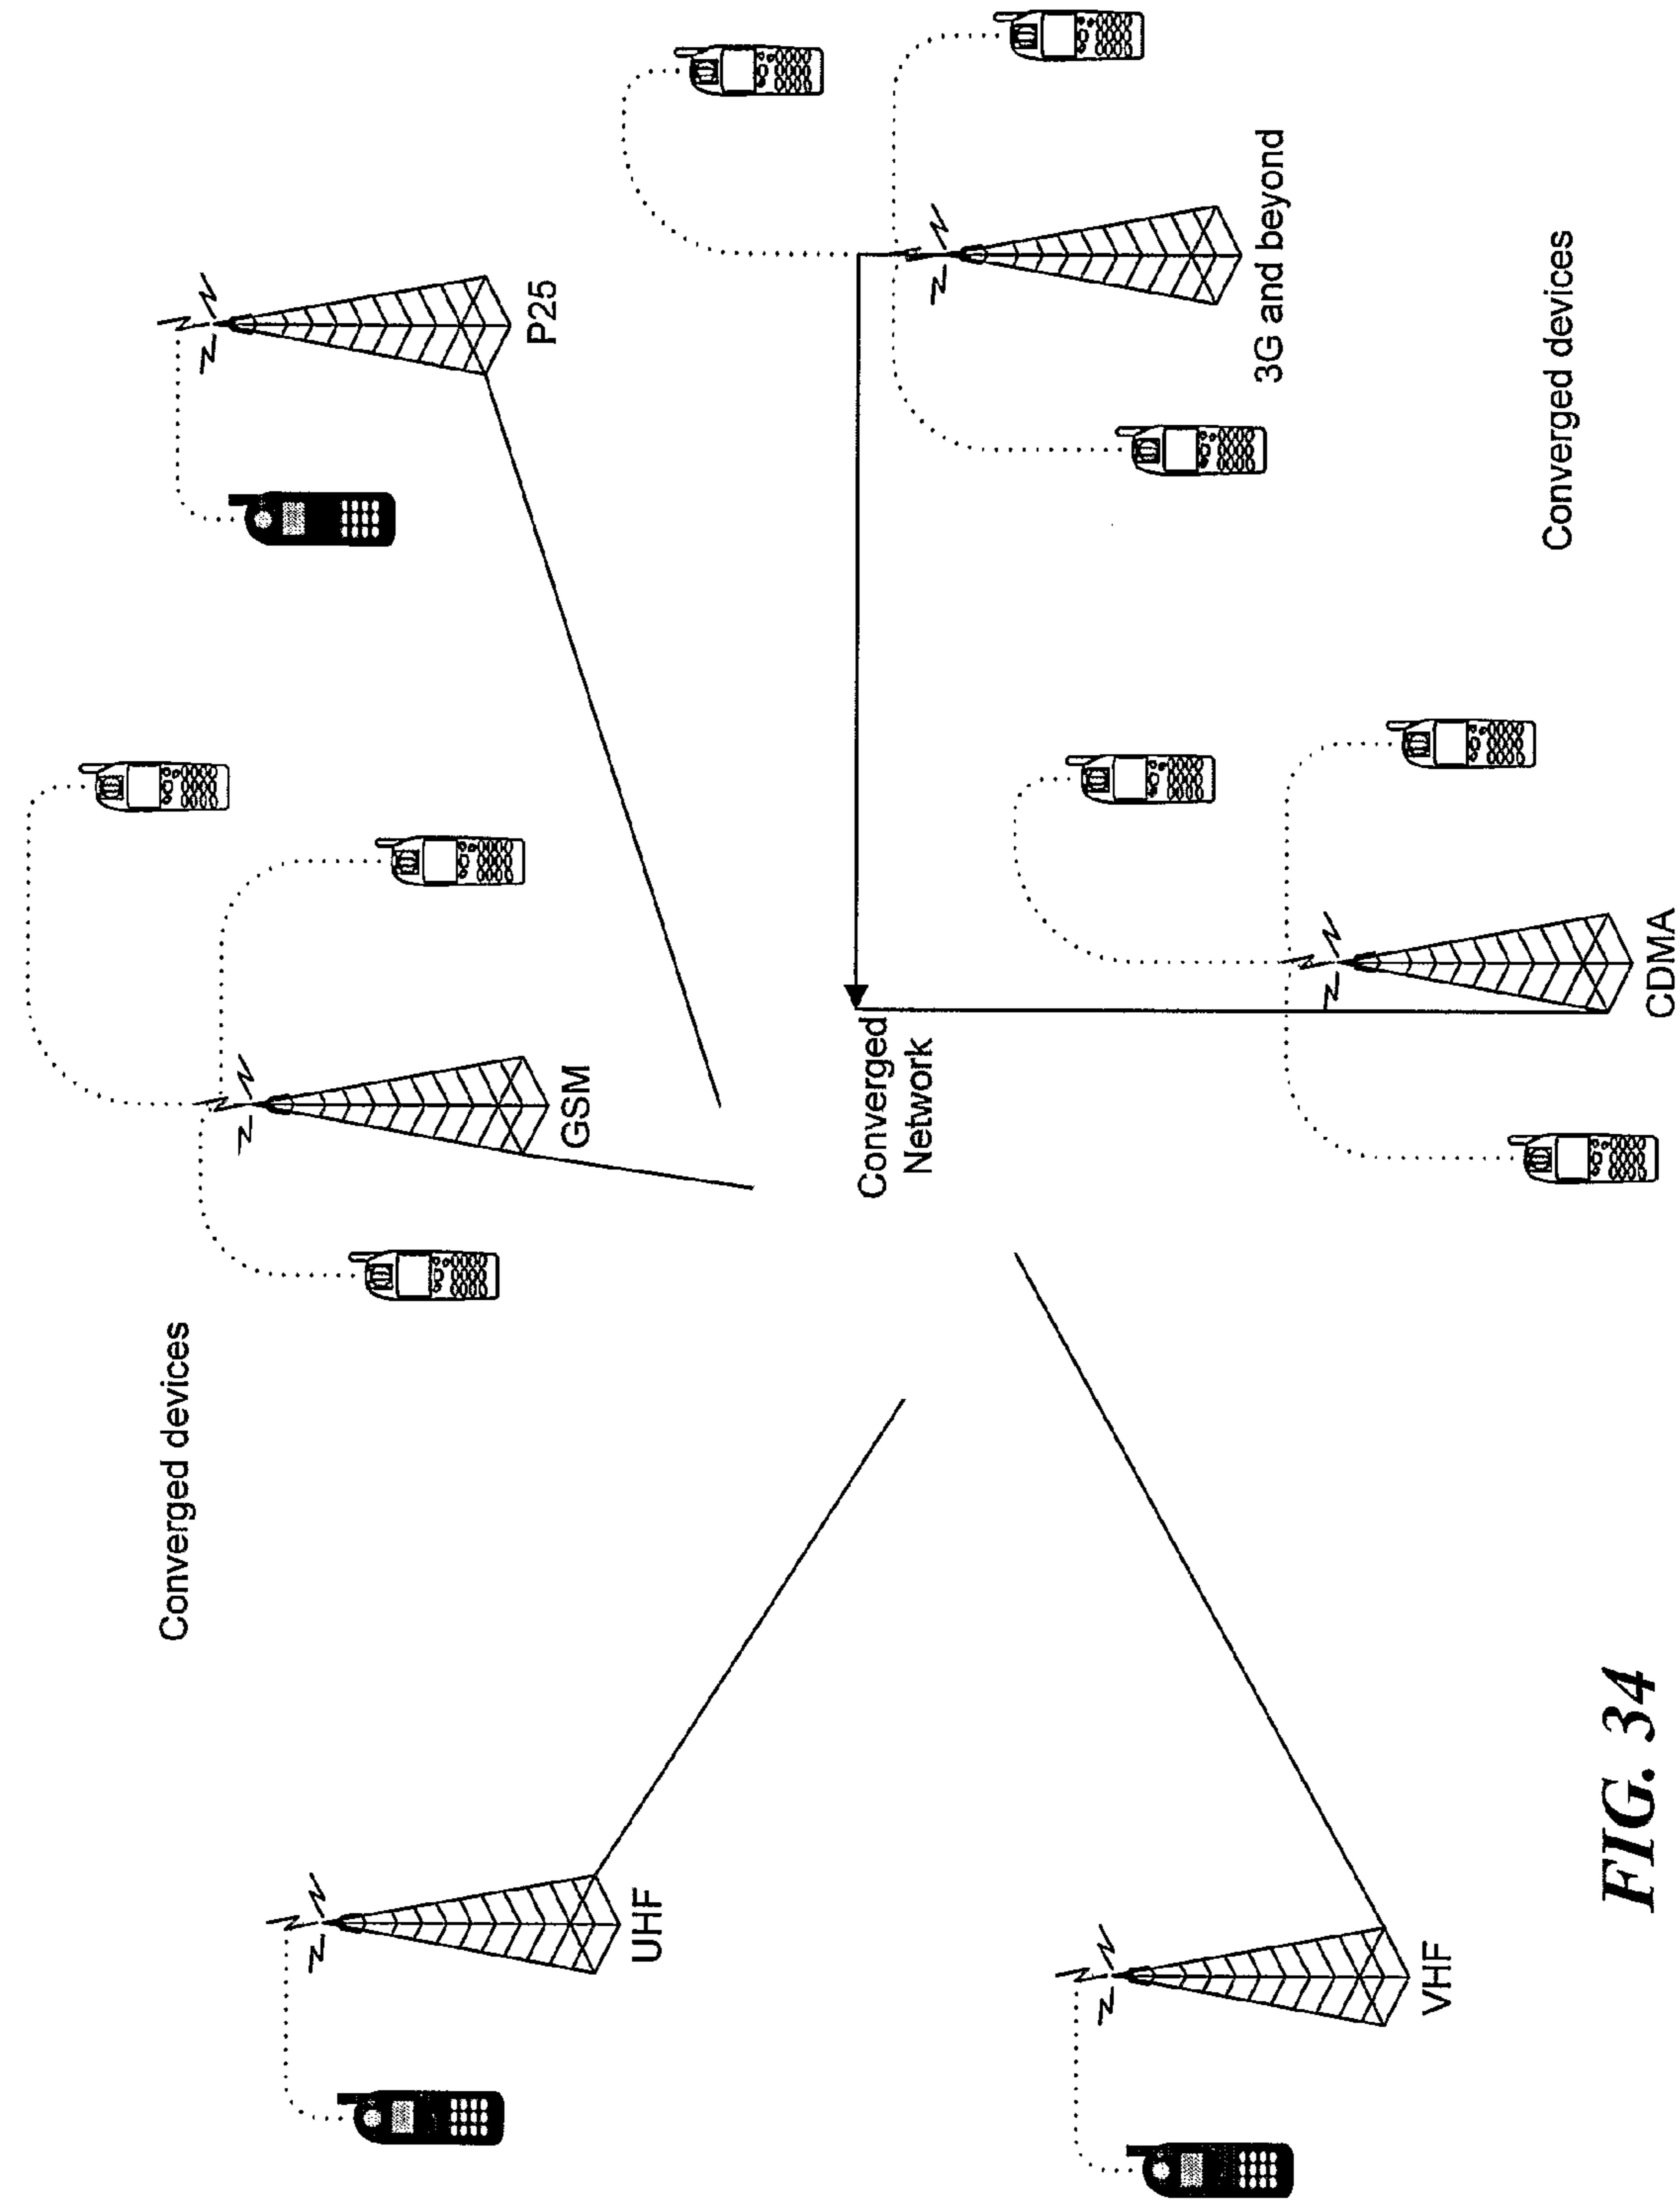 Converged devices
GSM
P25
UHF
Converged
Network
3G and beyond
VHF
CDMA
Converged devices
FIG. 34